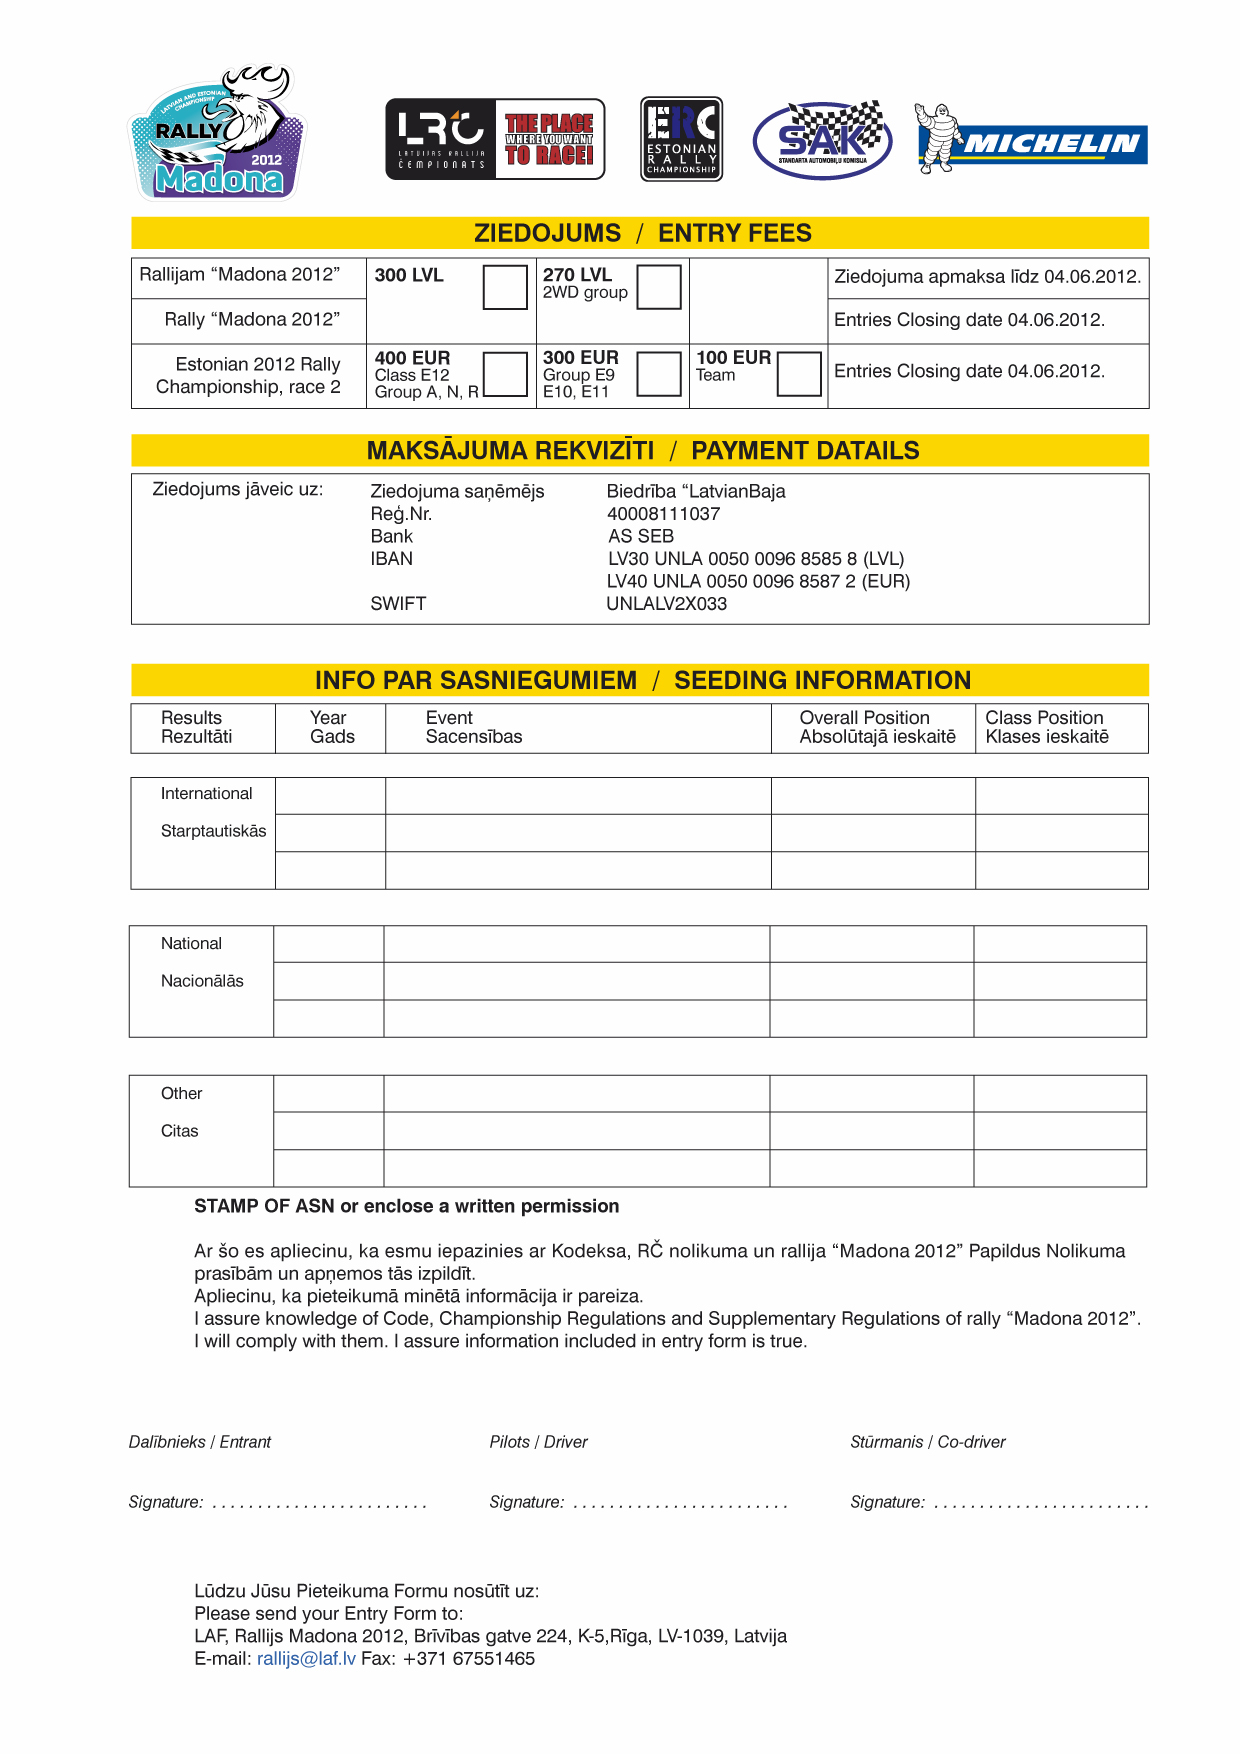 LATVIAN AND ESTONIAN
CHAMPIONSHIP
RALLY
2012
Madona
LRČ
LATVIJAS RALLIJA
ČEMPIONĀTS
THE PLACE
WHERE YOU WANT
TO RACE!
ERC
ESTONIAN
RALLY
CHAMPIONSHIP
SAK
STANDARTA AUTOMOBIĻU KOMISIJA
MICHELIN
ZIEDOJUMS / ENTRY FEES
Rallijam “Madona 2012”
Rally “Madona 2012”
300 LVL
270 LVL
2WD group
Ziedojuma apmaksa līdz 04.06.2012.
Entries Closing date 04.06.2012.
Estonian 2012 Rally
Championship, race 2
400 EUR
Class E12
Group A, N, R
300 EUR
Group E9
E10, E11
100 EUR
Team
Entries Closing date 04.06.2012.
MAKSĀJUMA REKVIZĪTI / PAYMENT DATAILS
Ziedojums jāveic uz:
Ziedojuma saņēmējs Biedrība “LatvianBaja
Reģ.Nr. 40008111037
Bank AS SEB
IBAN LV30 UNLA 0050 0096 8585 8 (LVL)
LV40 UNLA 0050 0096 8587 2 (EUR)
SWIFT UNLALV2X033
INFO PAR SASNIEGUMIEM / SEEDING INFORMATION
Results Year Event Overall Position Class Position
Rezultāti Gads Sacensības Absolūtajā ieskaitē Klases ieskaitē
International
Starptautiskās
National
Nacionālās
Other
Citas
STAMP OF ASN or enclose a written permission
Ar šo es apliecinu, ka esmu iepazinies ar Kodeksa, RČ nolikuma un rallija “Madona 2012” Papildus Nolikuma
prasībām un apņemos tās izpildīt.
Apliecinu, ka pieteikumā minētā informācija ir pareiza.
I assure knowledge of Code, Championship Regulations and Supplementary Regulations of rally “Madona 2012”.
I will comply with them. I assure information included in entry form is true.
Dalībnieks / Entrant Pilots / Driver Stūrmanis / Co-driver
Signature: . . . . . . . . . . . . . . . . . . . . . . . . Signature: . . . . . . . . . . . . . . . . . . . . . . . . Signature: . . . . . . . . . . . . . . . . . . . . . . . .
Lūdzu Jūsu Pieteikuma Formu nosūtīt uz:
Please send your Entry Form to:
LAF, Rallijs Madona 2012, Brīvības gatve 224, K-5,Rīga, LV-1039, Latvija
E-mail: rallijs@laf.lv Fax: +371 67551465